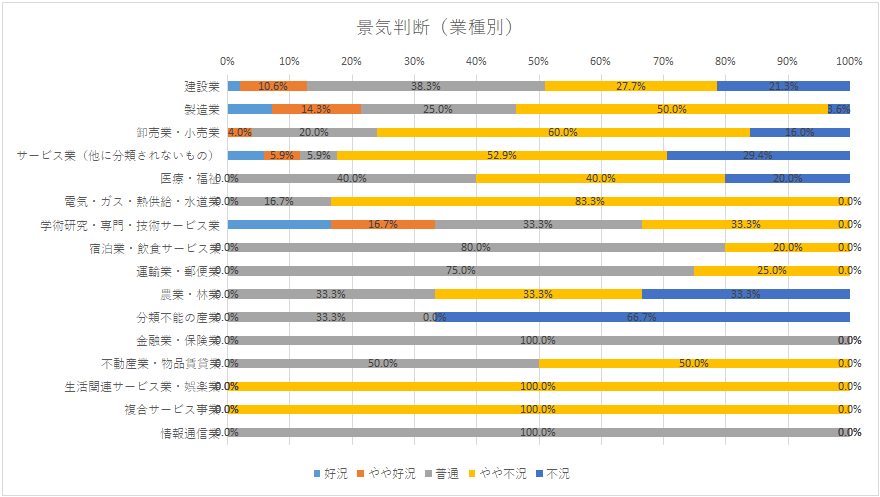 景気判断（業種別）
0% 10% 20% 30% 40% 50% 60% 70% 80% 90% 100%
建設業 10.6% 38.3% 27.7% 21.3%
製造業 14.3% 25.0% 50.0% 3.6%
卸売業・小売業 4.0% 20.0% 60.0% 16.0%
サービス業（他に分類されないもの） 5.9% 5.9% 52.9% 29.4%
医療・福祉 0.0% 40.0% 40.0% 20.0%
電気・ガス・熱供給・水道業 0.0% 16.7% 83.3% 0.0%
学術研究・専門・技術サービス業 16.7% 33.3% 33.3% 0.0%
宿泊業・飲食サービス業 0.0% 80.0% 20.0% 0.0%
運輸業・郵便業 0.0% 75.0% 25.0% 0.0%
農業・林業 0.0% 33.3% 33.3% 33.3%
分類不能の産業 0.0% 33.3% 0.0% 66.7%
金融業・保険業 0.0% 100.0% 0.0%
不動産業・物品賃貸業 0.0% 50.0% 50.0% 0.0%
生活関連サービス業・娯楽業 0.0% 100.0% 0.0%
複合サービス事業 0.0% 100.0% 0.0%
情報通信業 0.0% 100.0% 0.0%
好況 やや好況 普通 やや不況 不況